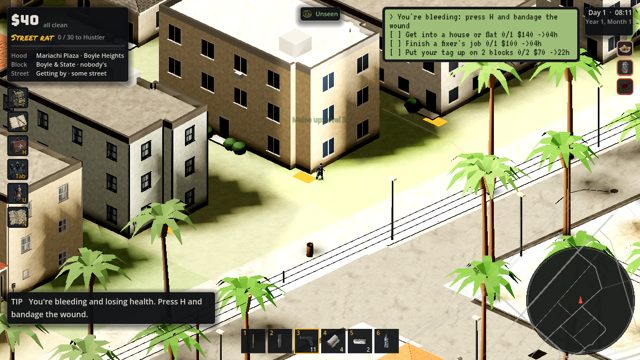 $40 all clean
STREET RAT 0 / 30 to Hustler
Hood Mariachi Plaza · Boyle Heights
Block Boyle & State · nobody's
Street Getting by · some street
Unseen
> You're bleeding: press H and bandage the
wound
[ ] Get into a house or flat 0/1 $140 ->04h
[ ] Finish a fixer's job 0/1 $100 ->04h
[ ] Put your tag up on 2 blocks 0/2 $70 ->22h
Day 1 · 08:11
Year 1, Month 1
H
Tab
U
TIP You're bleeding and losing health. Press H and
bandage the wound.
2
3
4
5
6
11
4
2